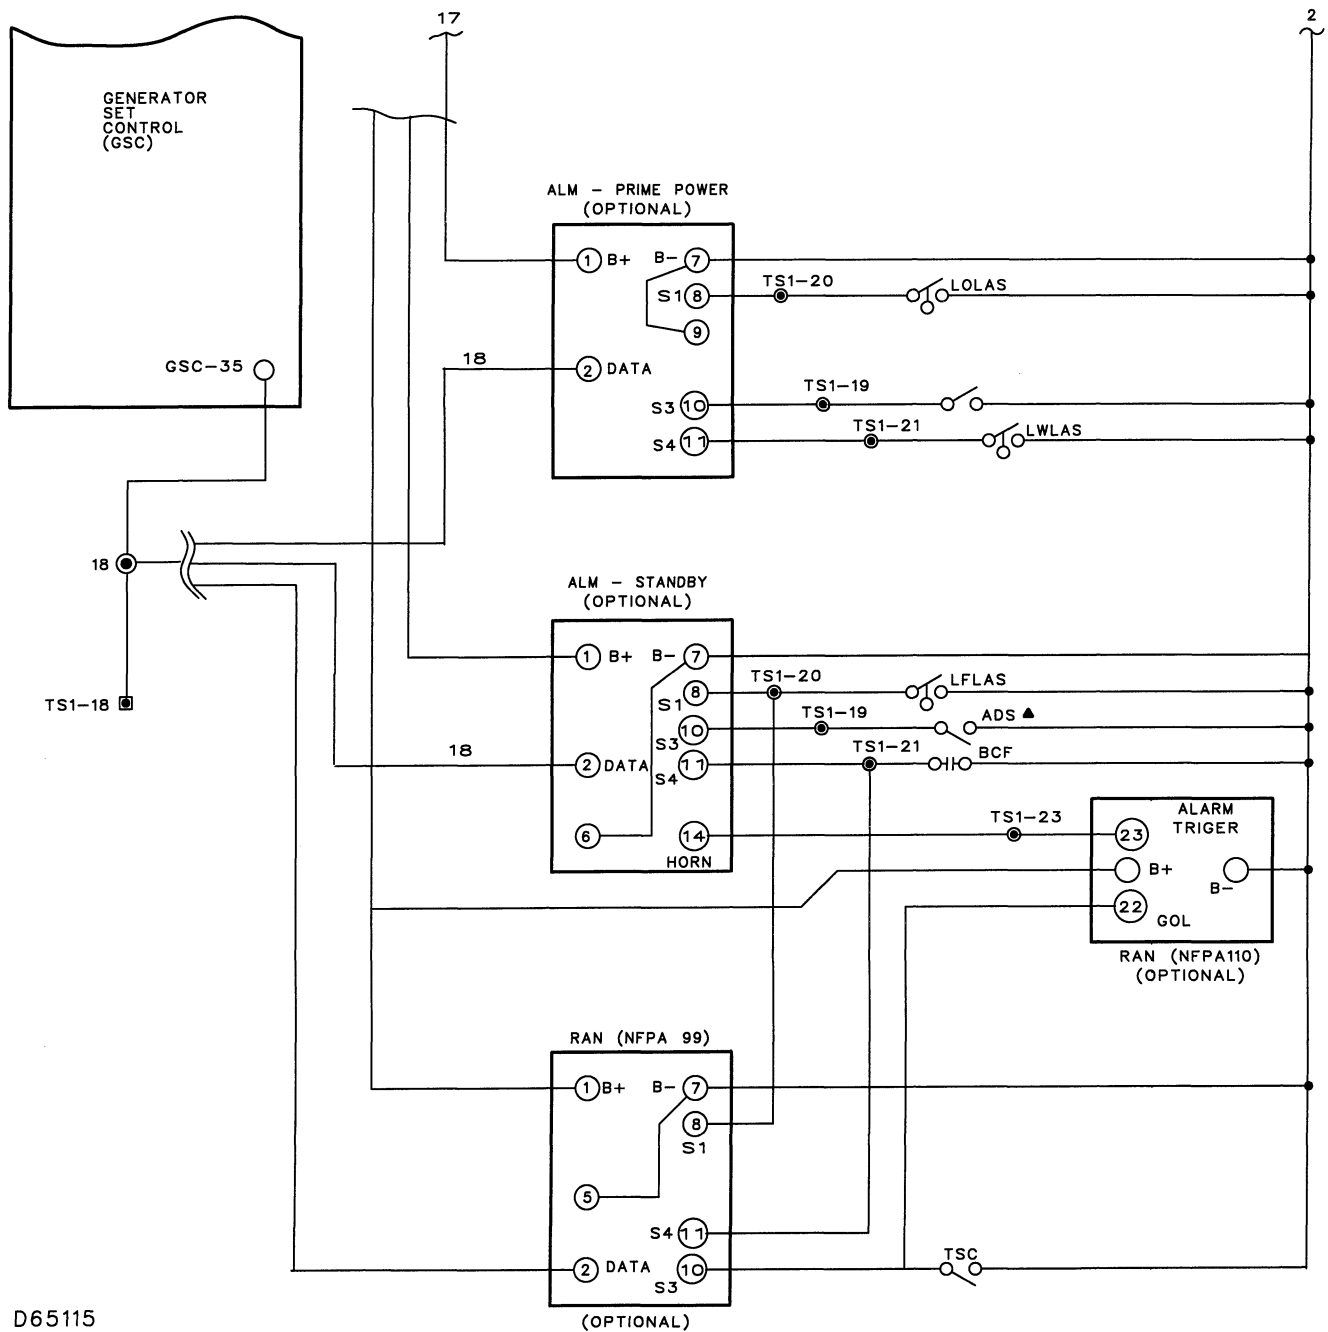 17
2
GENERATOR
SET
CONTROL
(GSC)
GSC-35
18
TS1-18
ALM - PRIME POWER
(OPTIONAL)
1 B+ B- 7
S1 8 TS1-20 LOLAS
9
18
2 DATA
S3 10 TS1-19
S4 11 TS1-21 LWLAS
ALM - STANDBY
(OPTIONAL)
1 B+ B- 7
8 TS1-20 LFLAS
S1
10 TS1-19 ADS ▲
S3
18
2 DATA 11 TS1-21 BCF
S4
6 14
HORN
TS1-23
ALARM
TRIGER
23
B+
B-
22
GOL
RAN (NFPA110)
(OPTIONAL)
RAN (NFPA 99)
1 B+ B- 7
8
S1
5
S4 11
2 DATA 10
S3
TSC
(OPTIONAL)
D65115